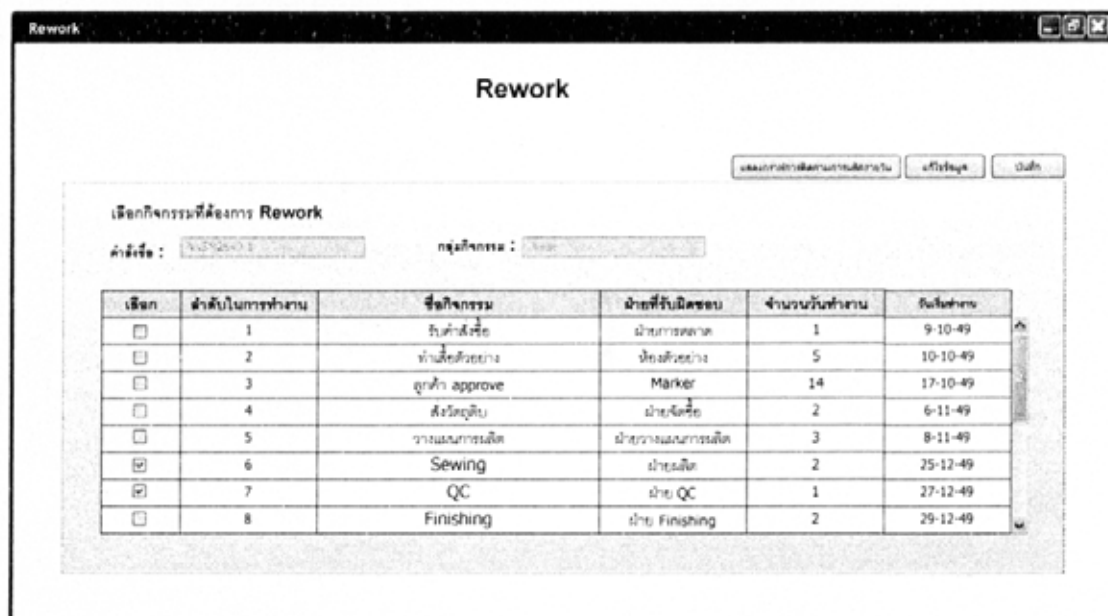 Rework
Rework
แก้ไขข้อมูล บันทึก
เลือกกิจกรรมที่ต้องการ Rework
คำสั่งซื้อ : กลุ่มกิจกรรม :
เลือก ลำดับในการทำงาน ชื่อกิจกรรม ฝ่ายที่รับผิดชอบ จำนวนวันทำงาน วันเริ่มทำงาน
1 รับคำสั่งซื้อ ฝ่ายการตลาด 1 9-10-49
2 ทำเสื้อตัวอย่าง ห้องตัวอย่าง 5 10-10-49
3 ลูกค้า approve Marker 14 17-10-49
4 สั่งวัตถุดิบ ฝ่ายจัดซื้อ 2 6-11-49
5 วางแผนการผลิต ฝ่ายวางแผนการผลิต 3 8-11-49
6 Sewing ฝ่ายผลิต 2 25-12-49
7 QC ฝ่าย QC 1 27-12-49
8 Finishing ฝ่าย Finishing 2 29-12-49